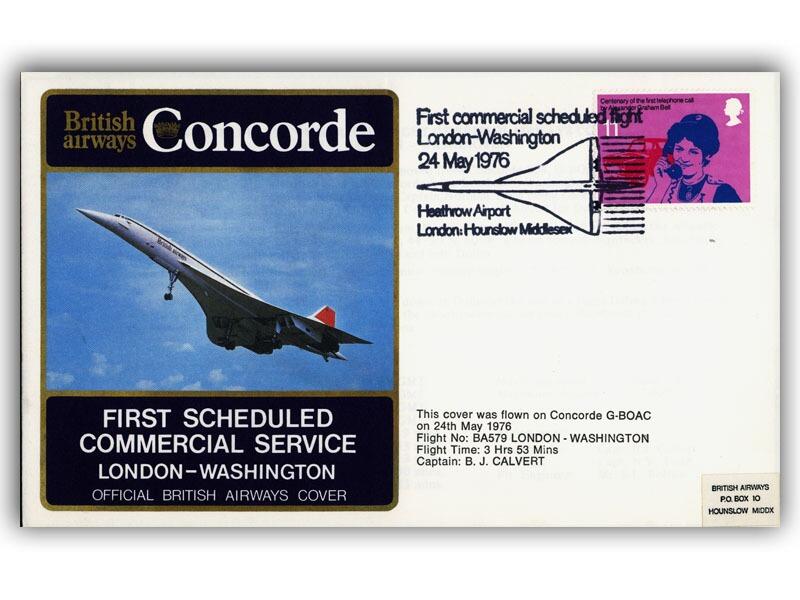 British
airways
Concorde
British airways
FIRST SCHEDULED
COMMERCIAL SERVICE
LONDON–WASHINGTON
OFFICIAL BRITISH AIRWAYS COVER
First commercial scheduled flight
London-Washington
24 May 1976
Heathrow Airport
London: Hounslow Middlesex
Centenary of the first telephone call
by Alexander Graham Bell
11
This cover was flown on Concorde G-BOAC
on 24th May 1976
Flight No: BA579 LONDON - WASHINGTON
Flight Time: 3 Hrs 53 Mins
Captain: B. J. CALVERT
BRITISH AIRWAYS
P.O. BOX 10
HOUNSLOW MIDDX